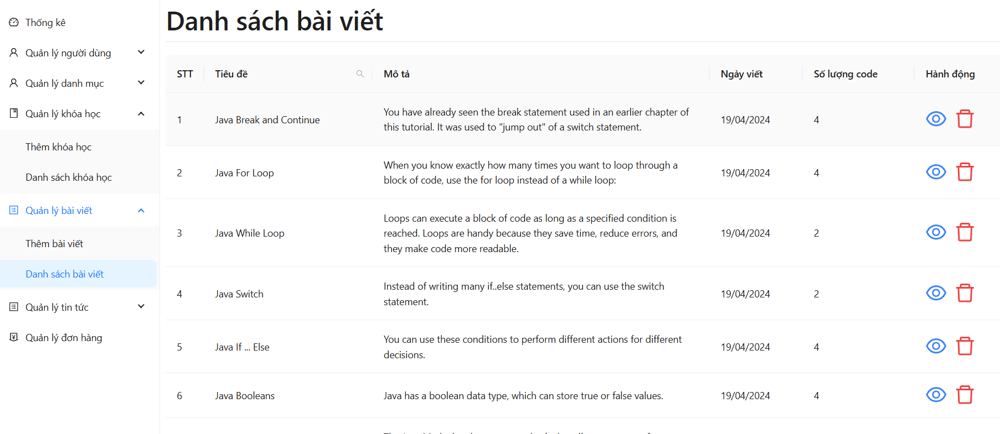 Thống kê
Quản lý người dùng
Quản lý danh mục
Quản lý khóa học
Thêm khóa học
Danh sách khóa học
Quản lý bài viết
Thêm bài viết
Danh sách bài viết
Quản lý tin tức
Quản lý đơn hàng
Danh sách bài viết
STT Tiêu đề Mô tả Ngày viết Số lượng code Hành động
1 Java Break and Continue You have already seen the break statement used in an earlier chapter of
this tutorial. It was used to "jump out" of a switch statement. 19/04/2024 4
2 Java For Loop When you know exactly how many times you want to loop through a
block of code, use the for loop instead of a while loop: 19/04/2024 4
3 Java While Loop Loops can execute a block of code as long as a specified condition is
reached. Loops are handy because they save time, reduce errors, and
they make code more readable. 19/04/2024 2
4 Java Switch Instead of writing many if..else statements, you can use the switch
statement. 19/04/2024 2
5 Java If ... Else You can use these conditions to perform different actions for different
decisions. 19/04/2024 4
6 Java Booleans Java has a boolean data type, which can store true or false values. 19/04/2024 4